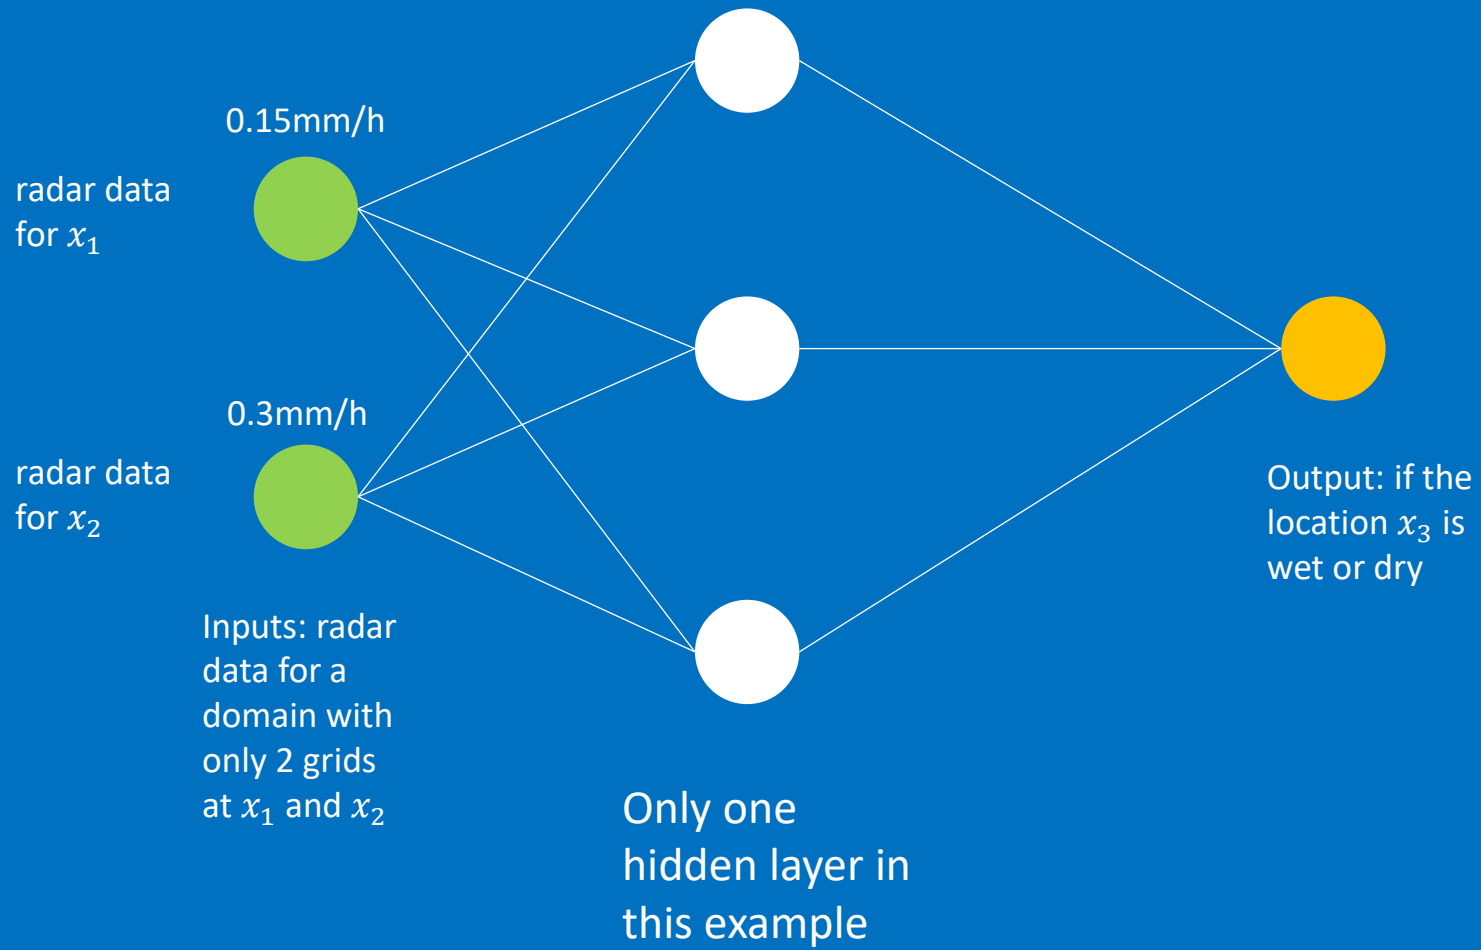 0.15mm/h
radar data
for x₁
0.3mm/h
radar data
for x₂
Inputs: radar
data for a
domain with
only 2 grids
at x₁ and x₂
Only one
hidden layer in
this example
Output: if the
location x₃ is
wet or dry